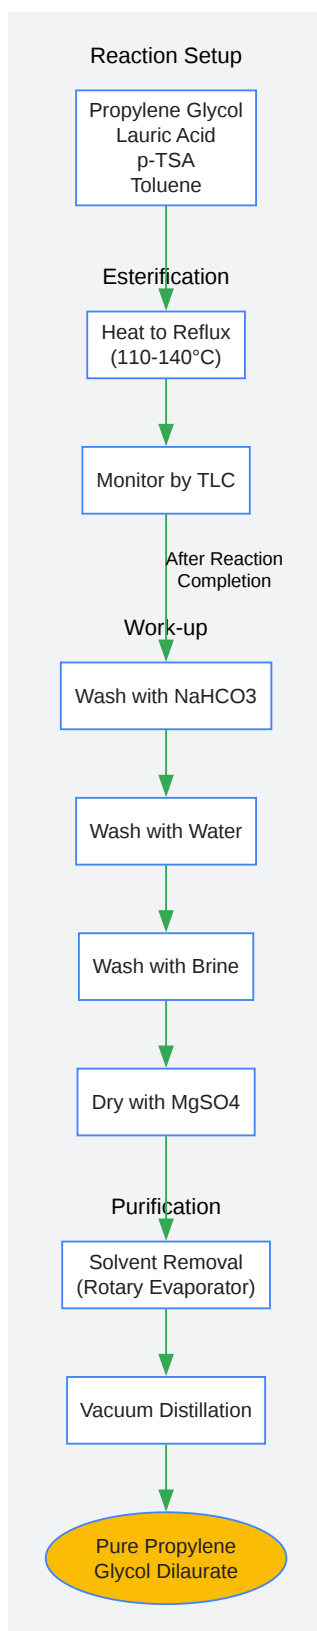 Reaction Setup
Propylene Glycol
Lauric Acid
p-TSA
Toluene
Esterification
Heat to Reflux
(110-140°C)
Monitor by TLC
After Reaction
Completion
Work-up
Wash with NaHCO3
Wash with Water
Wash with Brine
Dry with MgSO4
Purification
Solvent Removal
(Rotary Evaporator)
Vacuum Distillation
Pure Propylene
Glycol Dilaurate